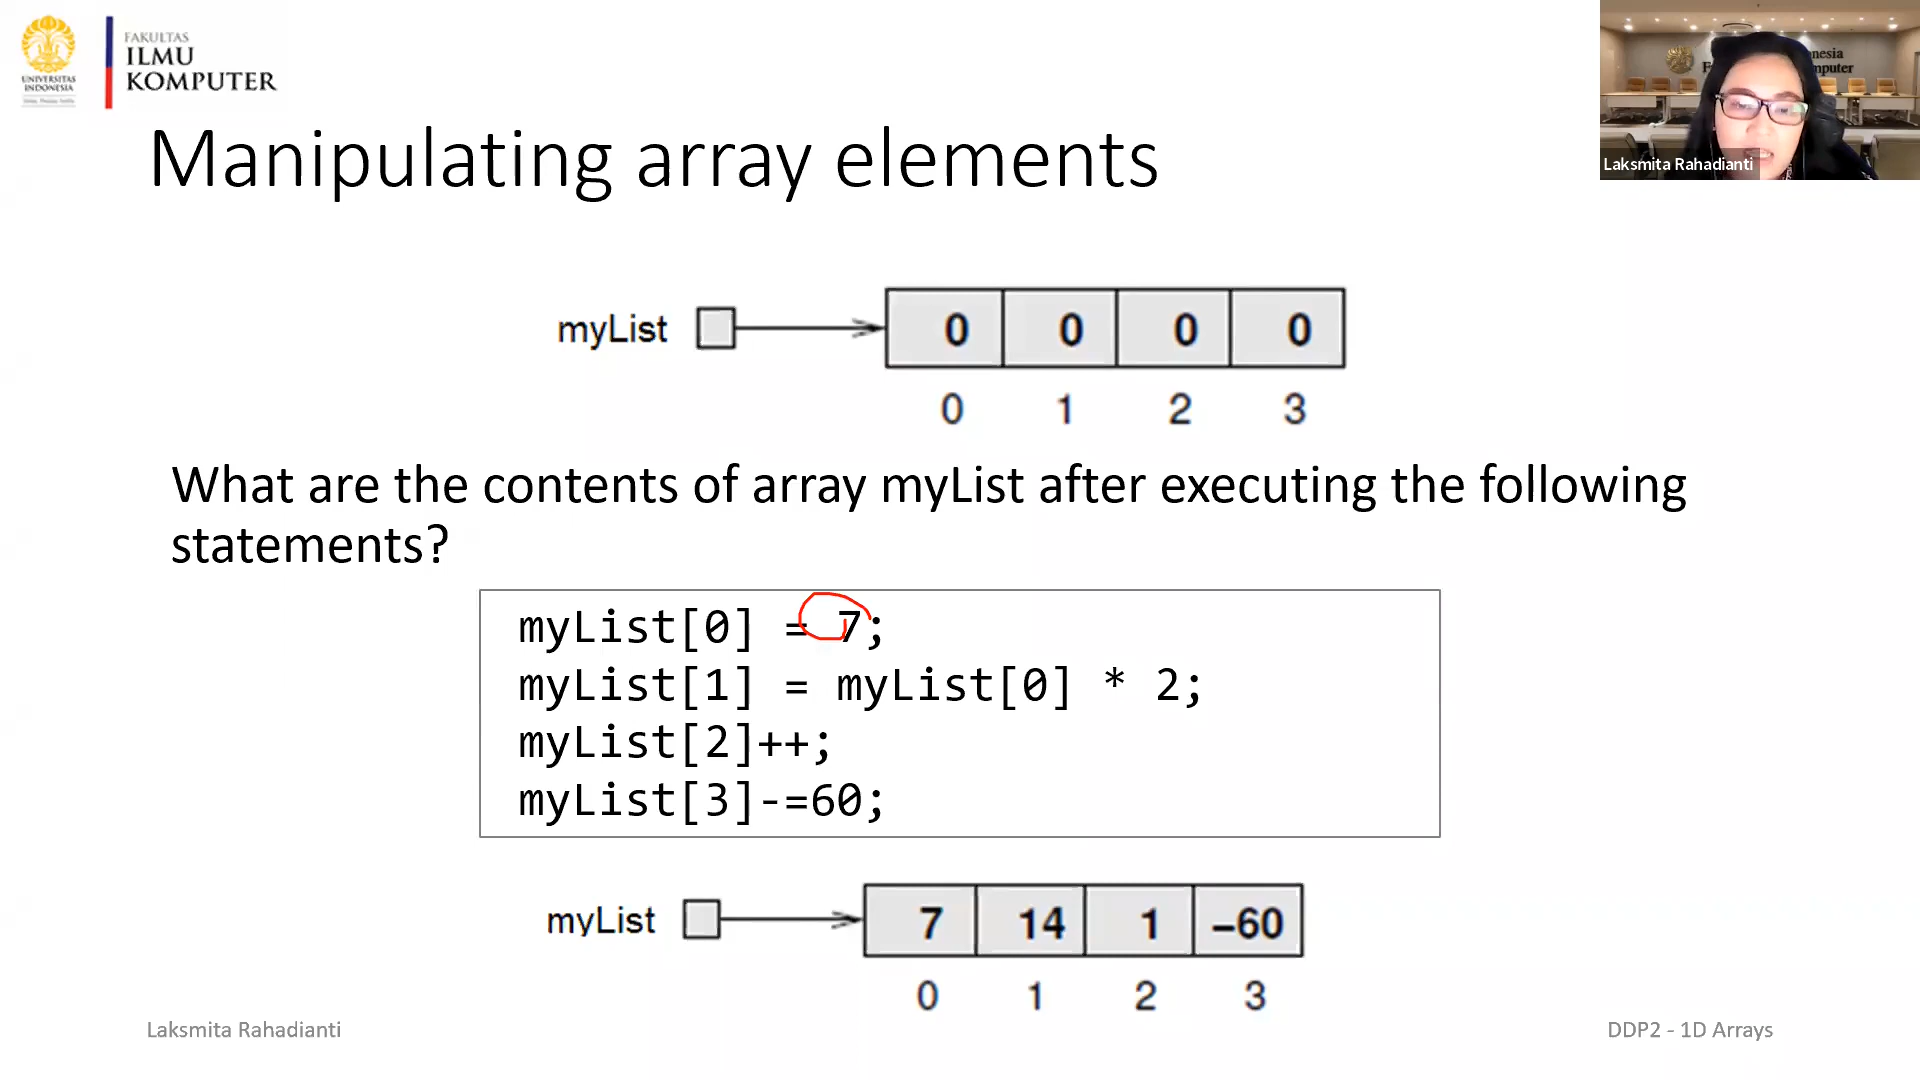 UNIVERSITAS
INDONESIA
FAKULTAS
ILMU
KOMPUTER
nesia
mputer
Laksmita Rahadianti
Manipulating array elements
myList
0 0 0 0
0 1 2 3
What are the contents of array myList after executing the following
statements?
myList[0] = 7;
myList[1] = myList[0] * 2;
myList[2]++;
myList[3]-=60;
myList
7 14 1 –60
0 1 2 3
Laksmita Rahadianti
DDP2 - 1D Arrays